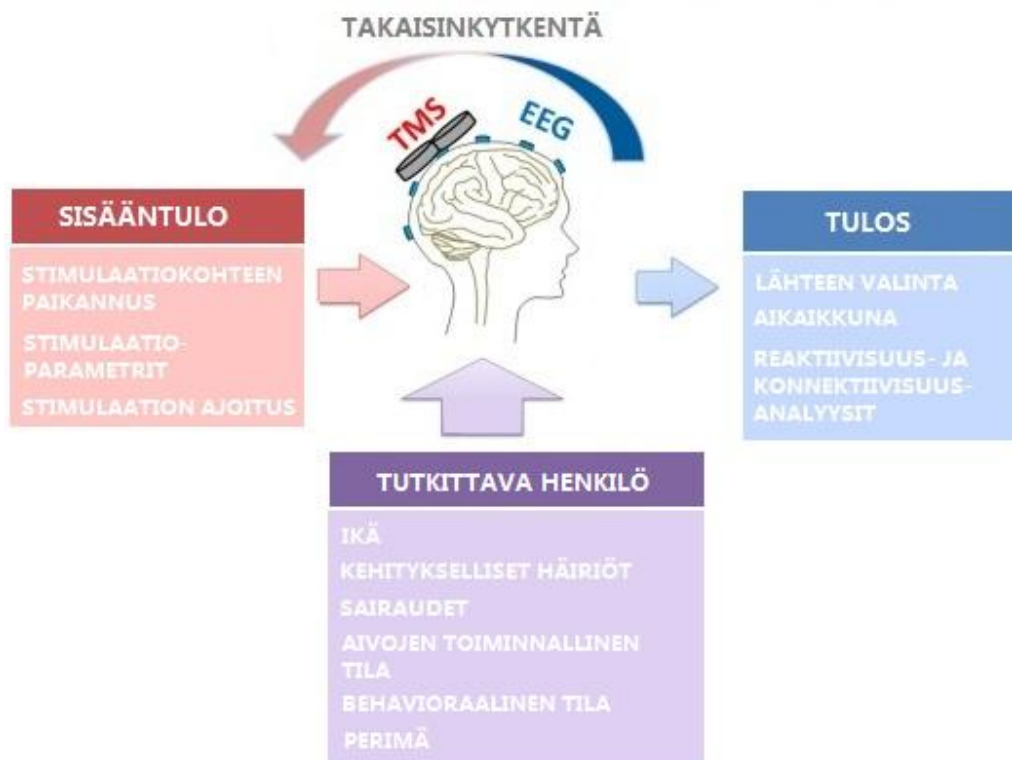 TAKAISINKYTKENTÄ
TMS
EEG
SISÄÄNTULO
STIMULAATIOKOHTEEN
PAIKANNUS
STIMULAATIO-
PARAMETRIT
STIMULAATION AJOITUS
TULOS
LÄHTEEN VALINTA
AIKAIKKUNA
REAKTIIVISUUS- JA
KONNEKTIIVISUUS-
ANALYYSIT
TUTKITTAVA HENKILÖ
IKÄ
KEHITYKSELLISET HÄIRIÖT
SAIRAUDET
AIVOJEN TOIMINNALLINEN
TILA
BEHAVIORAALINEN TILA
PERIMÄ